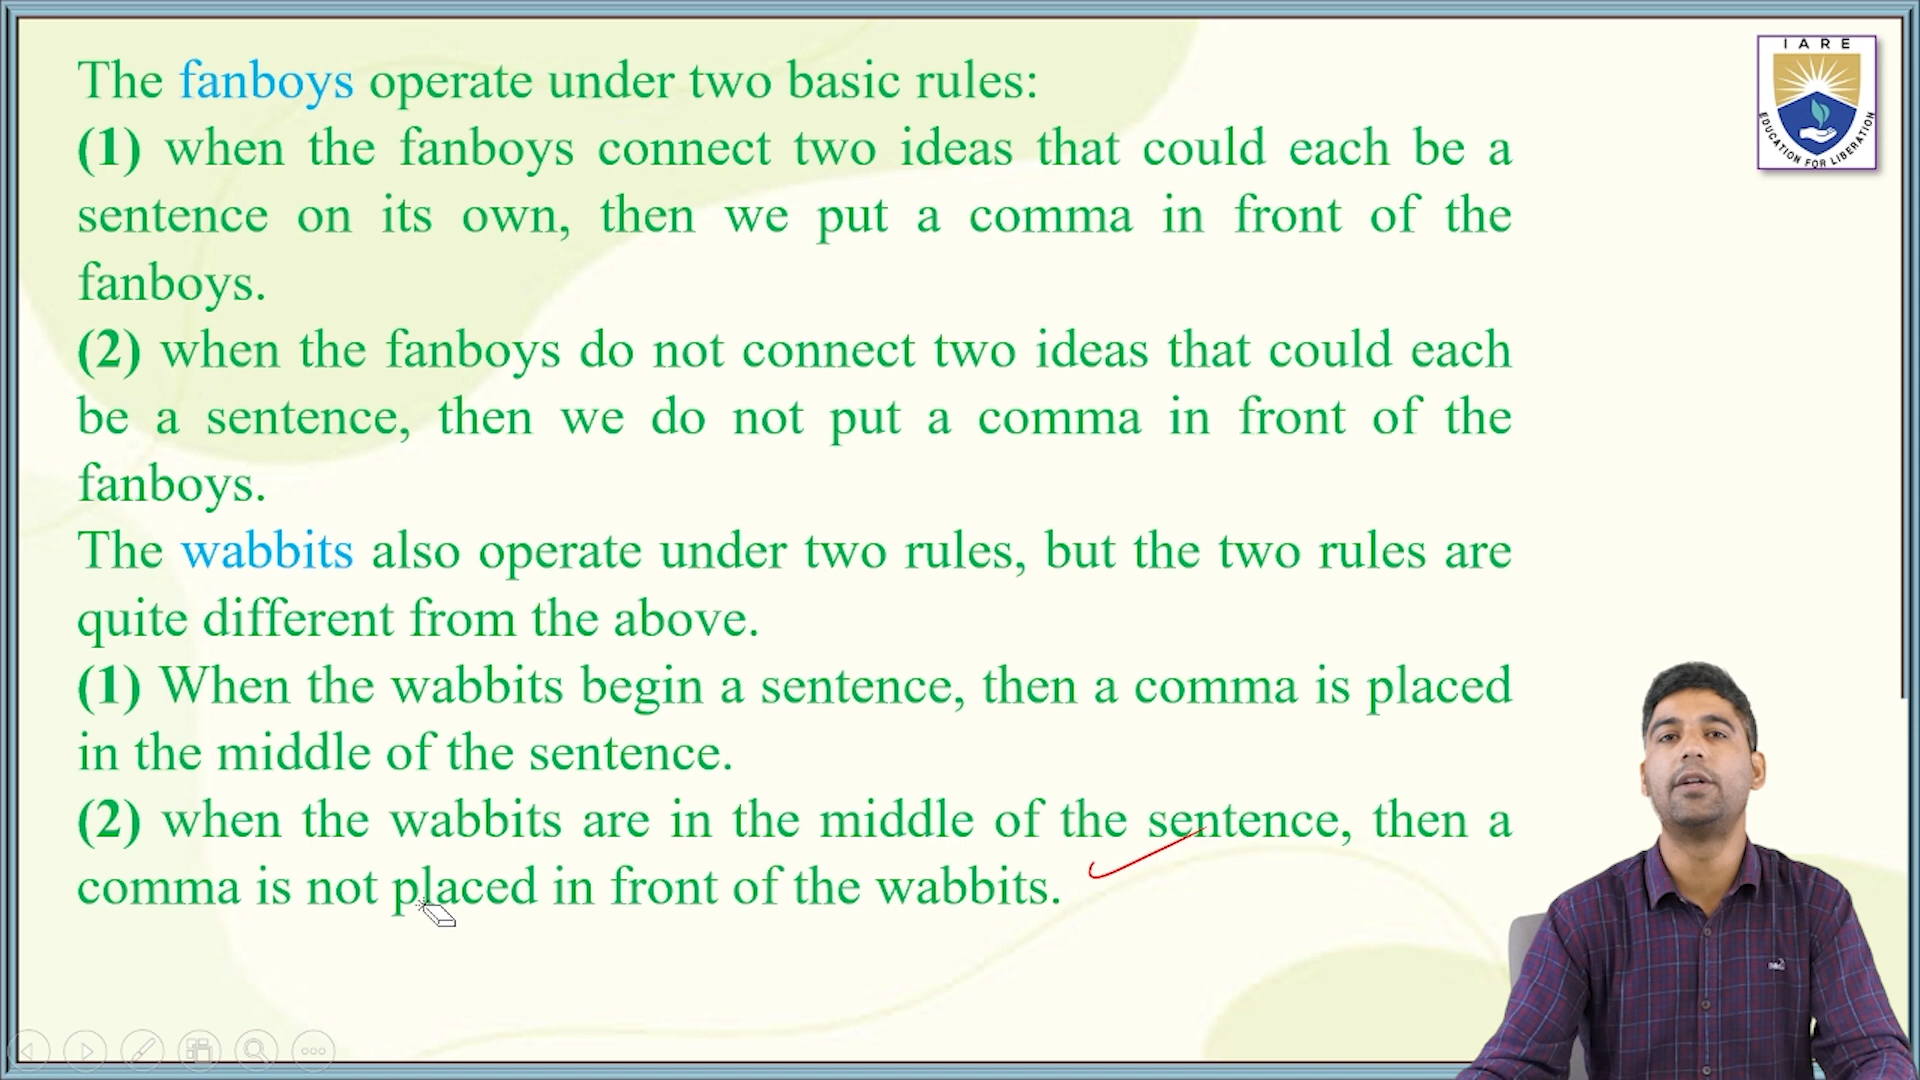 The fanboys operate under two basic rules:
(1) when the fanboys connect two ideas that could each be a
sentence on its own, then we put a comma in front of the
fanboys.
(2) when the fanboys do not connect two ideas that could each
be a sentence, then we do not put a comma in front of the
fanboys.
The wabbits also operate under two rules, but the two rules are
quite different from the above.
(1) When the wabbits begin a sentence, then a comma is placed
in the middle of the sentence.
(2) when the wabbits are in the middle of the sentence, then a
comma is not placed in front of the wabbits.
IARE
EDUCATION FOR LIBERATION